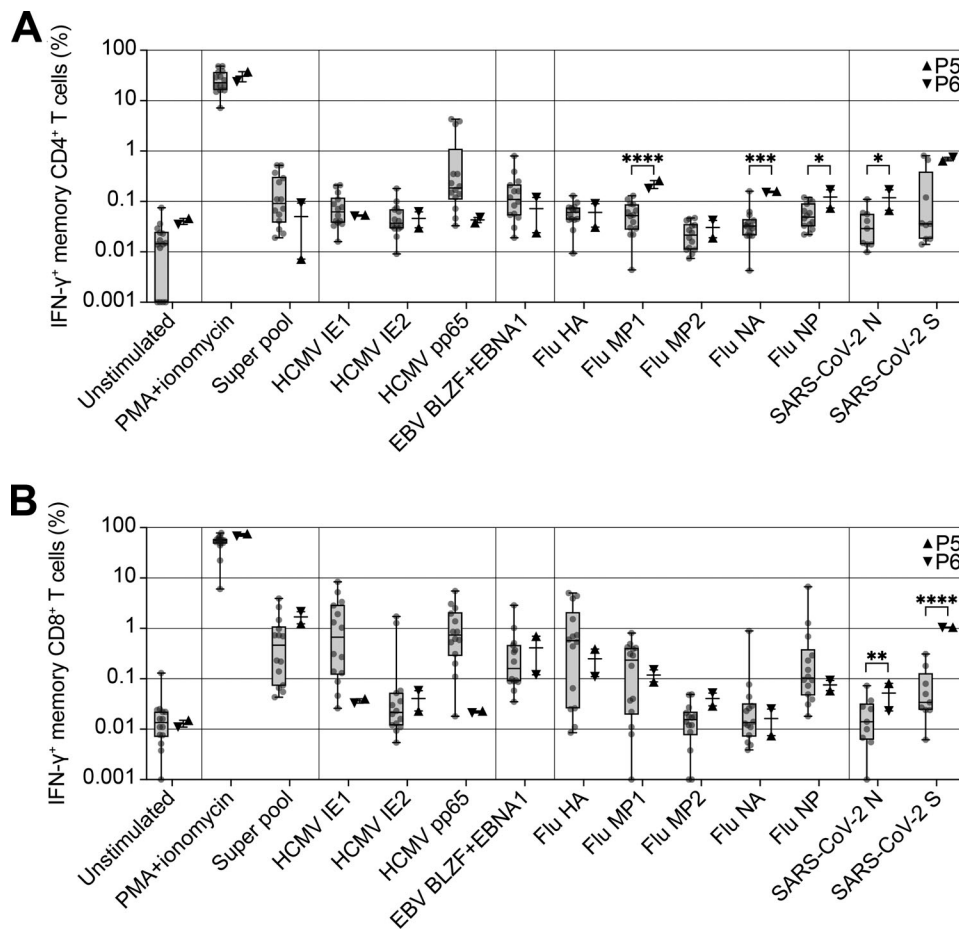 A
IFN-γ⁺ memory CD4⁺ T cells (%)
100
10
1
0.1
0.01
0.001
▲P5
▼P6
****
***
*
*
Unstimulated
PMA+ionomycin
Super pool
HCMV IE1
HCMV IE2
HCMV pp65
EBV BLZF+EBNA1
Flu HA
Flu MP1
Flu MP2
Flu NA
Flu NP
SARS-CoV-2 N
SARS-CoV-2 S
B
IFN-γ⁺ memory CD8⁺ T cells (%)
100
10
1
0.1
0.01
0.001
▲P5
▼P6
****
**
Unstimulated
PMA+ionomycin
Super pool
HCMV IE1
HCMV IE2
HCMV pp65
EBV BLZF+EBNA1
Flu HA
Flu MP1
Flu MP2
Flu NA
Flu NP
SARS-CoV-2 N
SARS-CoV-2 S